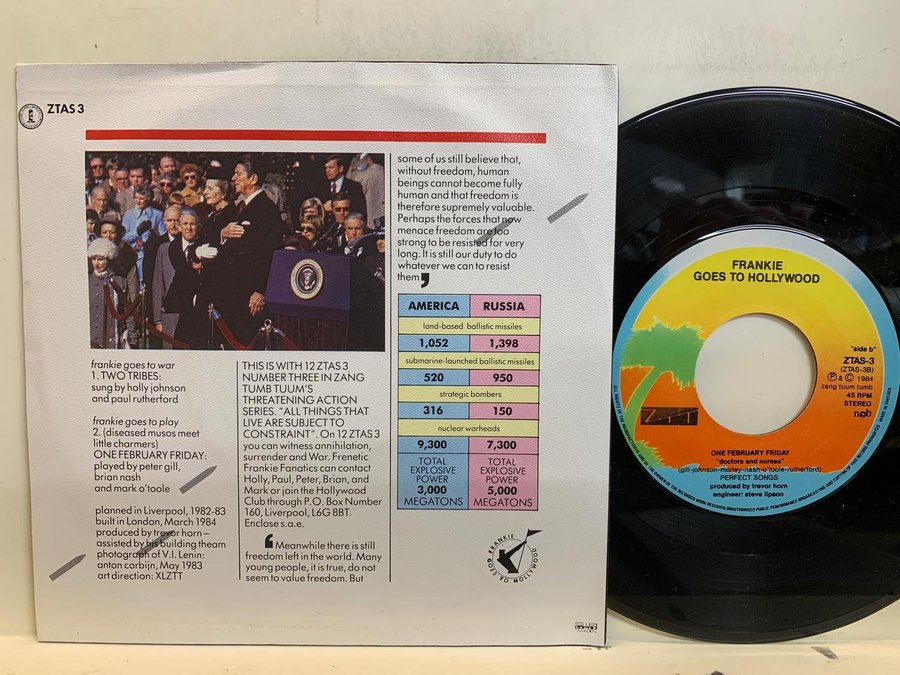 ZTAS 3
frankie goes to war
1. TWO TRIBES:
sung by holly johnson
and paul rutherford
frankie goes to play
2. (diseased musos meet
little charmers)
ONE FEBRUARY FRIDAY:
played by peter gill,
brian nash
and mark o'toole
planned in Liverpool, 1982-83
built in London, March 1984
produced by trevor horn –
assisted by his building theam
photograph of V.I. Lenin:
anton corbijn, May 1983
art direction: XLZTT
THIS IS WITH 12 ZTAS 3
NUMBER THREE IN ZANG
TUMB TUUM'S
THREATENING ACTION
SERIES. "ALL THINGS THAT
LIVE ARE SUBJECT TO
CONSTRAINT". On 12 ZTAS 3
you can witness annihilation,
surrender and War. Frenetic
Frankie Fanatics can contact
Holly, Paul, Peter, Brian, and
Mark or join the Hollywood
Club through P.O. Box Number
160, Liverpool, L6G 8BT.
Enclose s.a.e.
‘Meanwhile there is still
freedom left in the world. Many
young people, it is true, do not
seem to value freedom. But
some of us still believe that,
without freedom, human
beings cannot become fully
human and that freedom is
therefore supremely valuable.
Perhaps the forces that now
menace freedom are too
strong to be resisted for very
long. It is still our duty to do
whatever we can to resist
them’
AMERICA RUSSIA
land-based ballistic missiles
1,052 1,398
submarine-launched ballistic missiles
520 950
strategic bombers
316 150
nuclear warheads
9,300 7,300
TOTAL EXPLOSIVE POWER 3,000 MEGATONS
TOTAL EXPLOSIVE POWER 5,000 MEGATONS
FRANKIE GOES TO HOLLYWOOD
FRANKIE
GOES TO HOLLYWOOD
"side b"
ZTAS-3
(ZTAS-3B)
℗ & © 1984
zang tuum tumb
45 RPM
STEREO
ncb
ZTT
ONE FEBRUARY FRIDAY
"doctors and nurses"
(gill-johnson-marley-nash-o'toole-rutherford)
PERFECT SONGS
produced by trevor horn
engineer: steve lipson